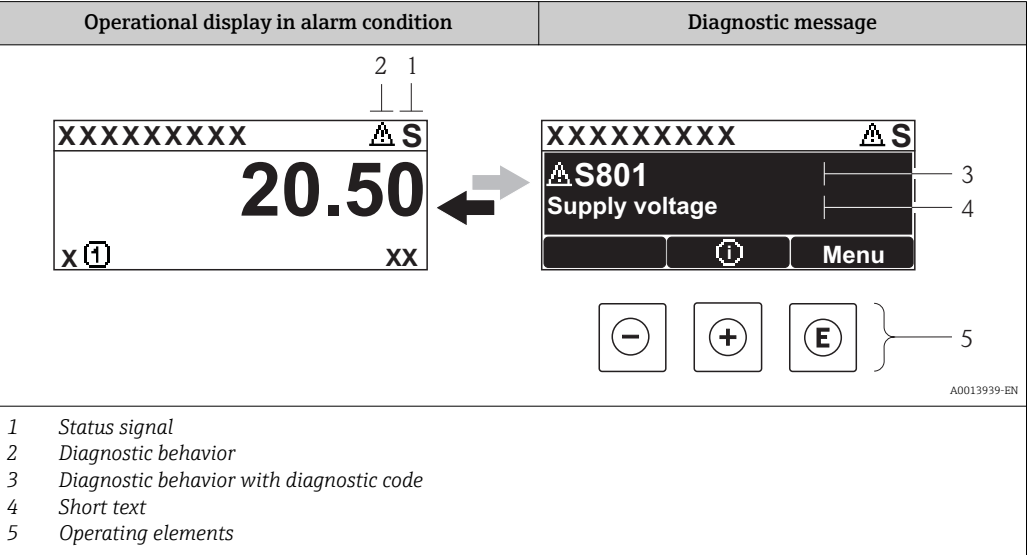 Operational display in alarm condition
Diagnostic message
2 1
XXXXXXXXX ⚠ S
20.50
x 1
xx
XXXXXXXXX ⚠ S
⚠S801
3
Supply voltage
4
i Menu
− + E
5
A0013939-EN
1 Status signal
2 Diagnostic behavior
3 Diagnostic behavior with diagnostic code
4 Short text
5 Operating elements